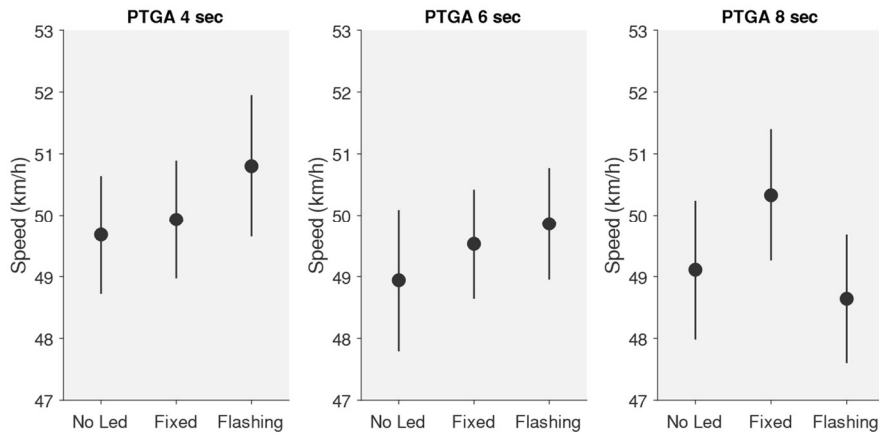 PTGA 4 sec
53
52
51
50
49
48
47
Speed (km/h)
No Led Fixed Flashing
PTGA 6 sec
53
52
51
50
49
48
47
Speed (km/h)
No Led Fixed Flashing
PTGA 8 sec
53
52
51
50
49
48
47
Speed (km/h)
No Led Fixed Flashing